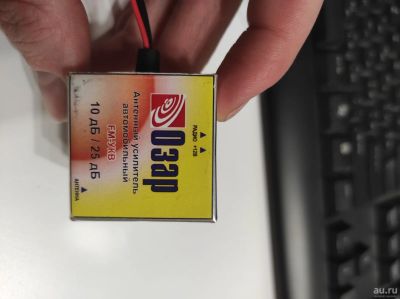 Озар
Антенный усилитель
автомобильный
FM-УКВ
10 дБ / 25 дБ
РАДИО +12В
АНТЕННА
au.ru